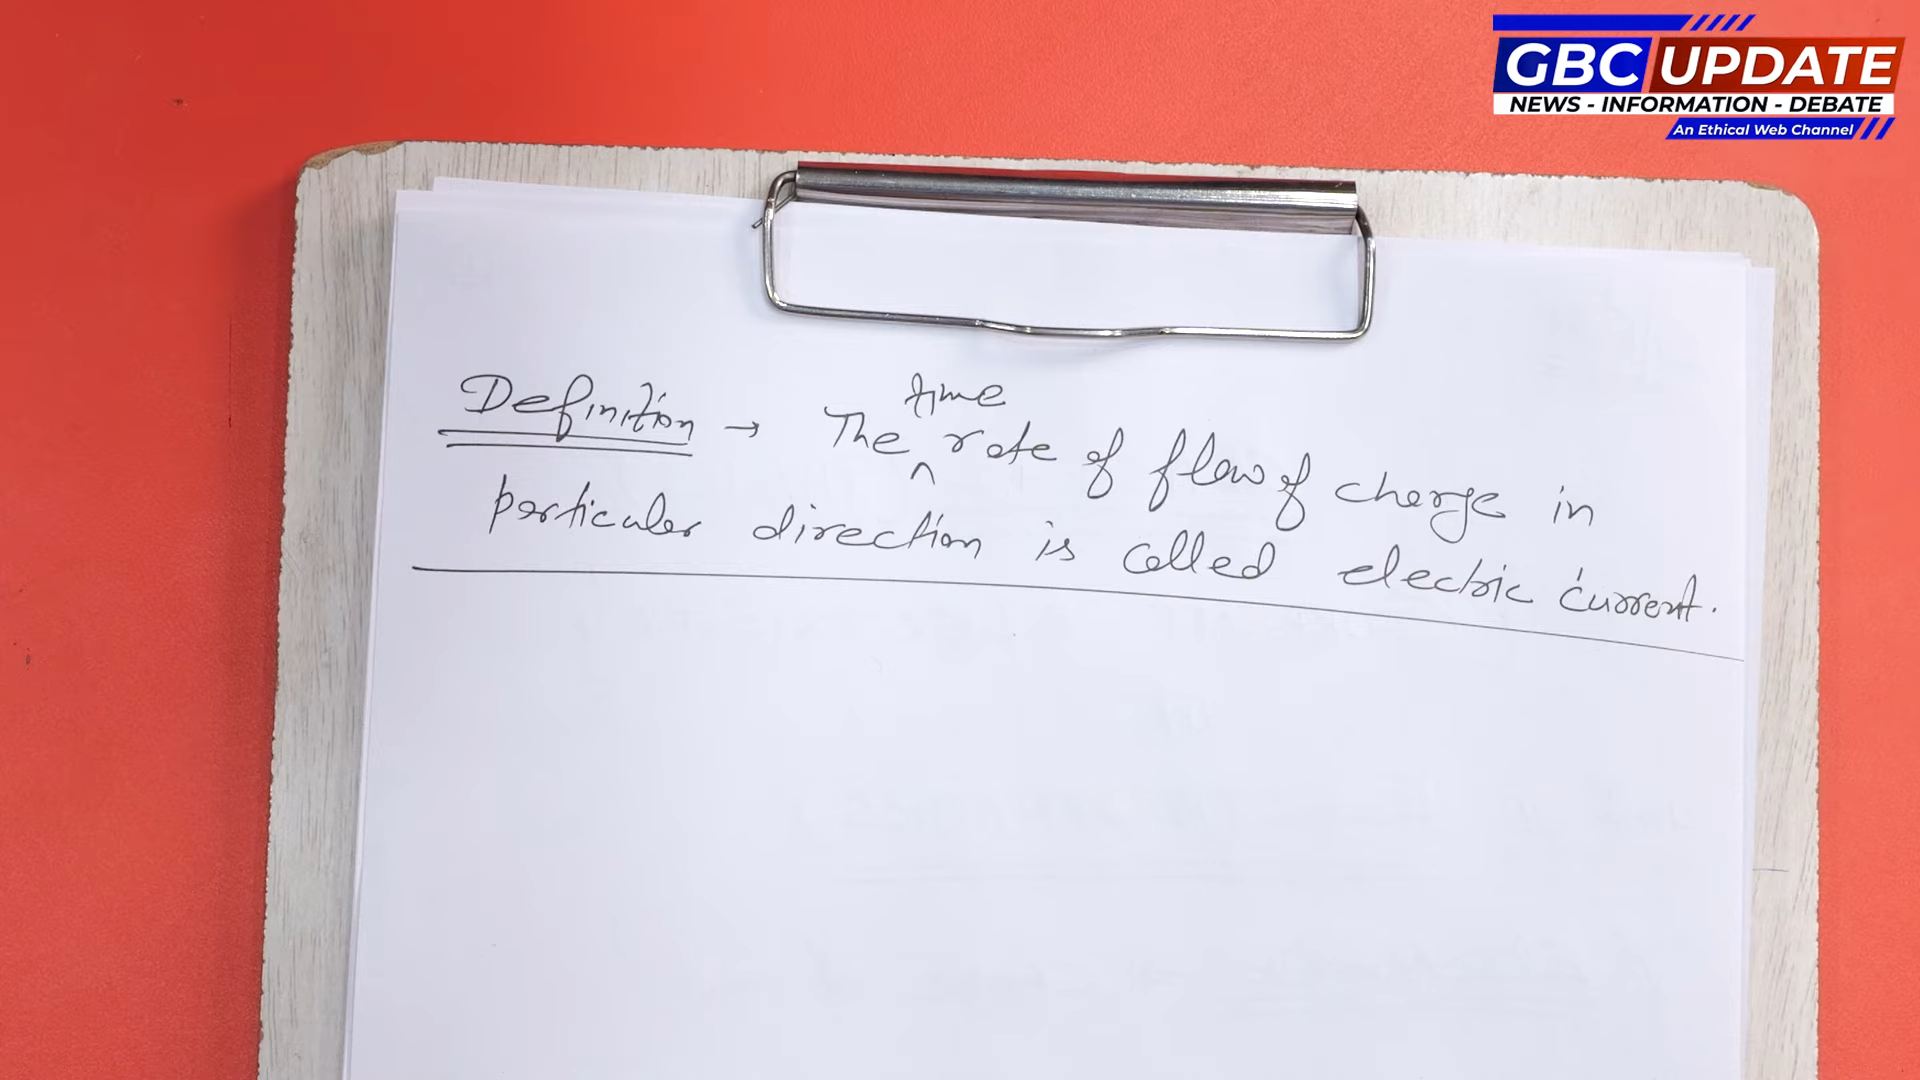 GBC UPDATE
NEWS - INFORMATION - DEBATE
An Ethical Web Channel
time
Definition → The ^ rate of flow of charge in
particular direction is called electric current.